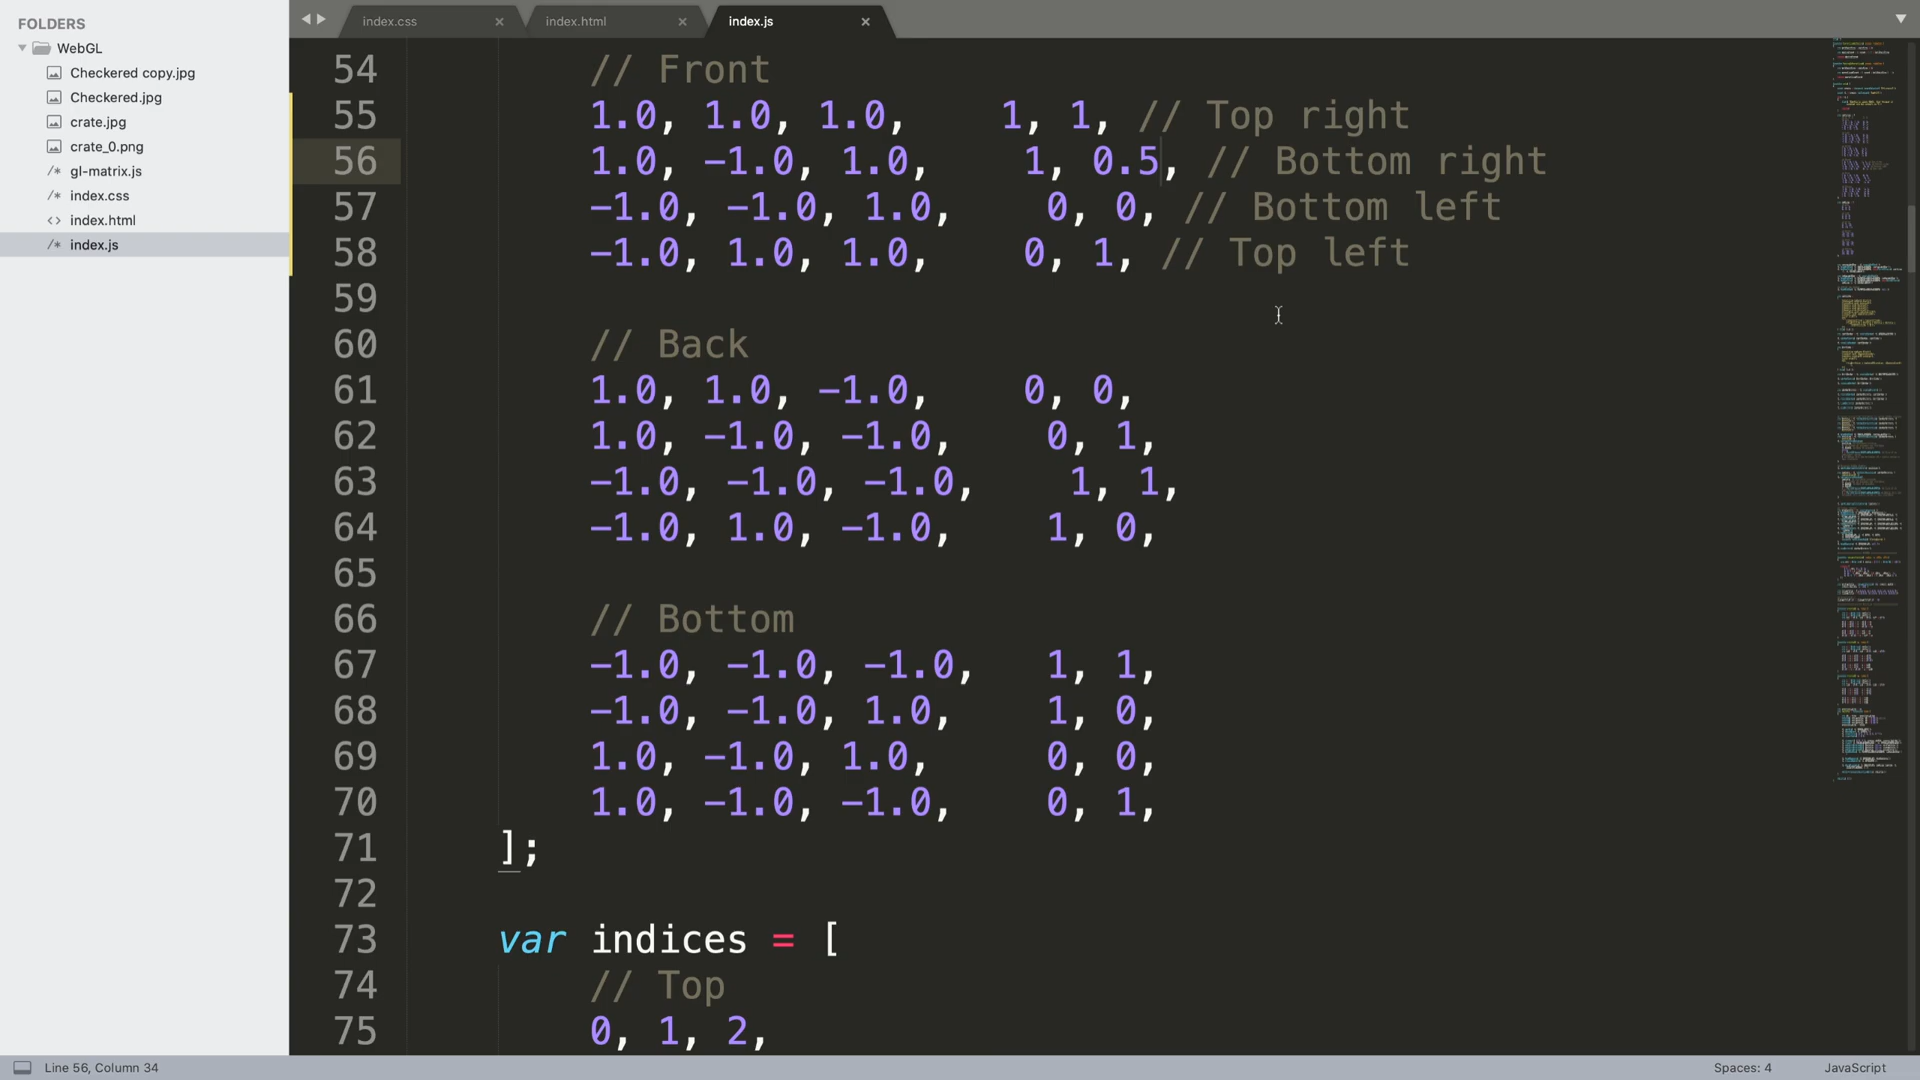 FOLDERS
WebGL
Checkered copy.jpg
Checkered.jpg
crate.jpg
crate_0.png
/* gl-matrix.js
/* index.css
<> index.html
/* index.js
index.css × index.html × index.js ×
54 // Front
55 1.0, 1.0, 1.0, 1, 1, // Top right
56 1.0, -1.0, 1.0, 1, 0.5, // Bottom right
57 -1.0, -1.0, 1.0, 0, 0, // Bottom left
58 -1.0, 1.0, 1.0, 0, 1, // Top left
59
60 // Back
61 1.0, 1.0, -1.0, 0, 0,
62 1.0, -1.0, -1.0, 0, 1,
63 -1.0, -1.0, -1.0, 1, 1,
64 -1.0, 1.0, -1.0, 1, 0,
65
66 // Bottom
67 -1.0, -1.0, -1.0, 1, 1,
68 -1.0, -1.0, 1.0, 1, 0,
69 1.0, -1.0, 1.0, 0, 0,
70 1.0, -1.0, -1.0, 0, 1,
71 ];
72
73 var indices = [
74 // Top
75 0, 1, 2,
Line 56, Column 34
Spaces: 4
JavaScript